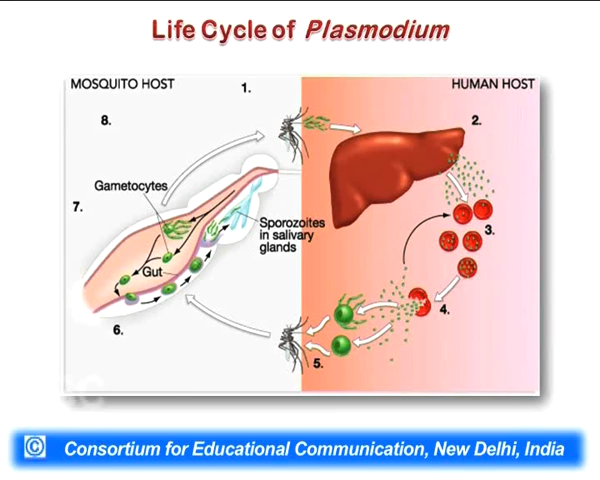 Life Cycle of Plasmodium
MOSQUITO HOST
1.
HUMAN HOST
8.
2.
Gametocytes
7.
Sporozoites
in salivary
glands
3.
Gut
4.
6.
5.
© Consortium for Educational Communication, New Delhi, India